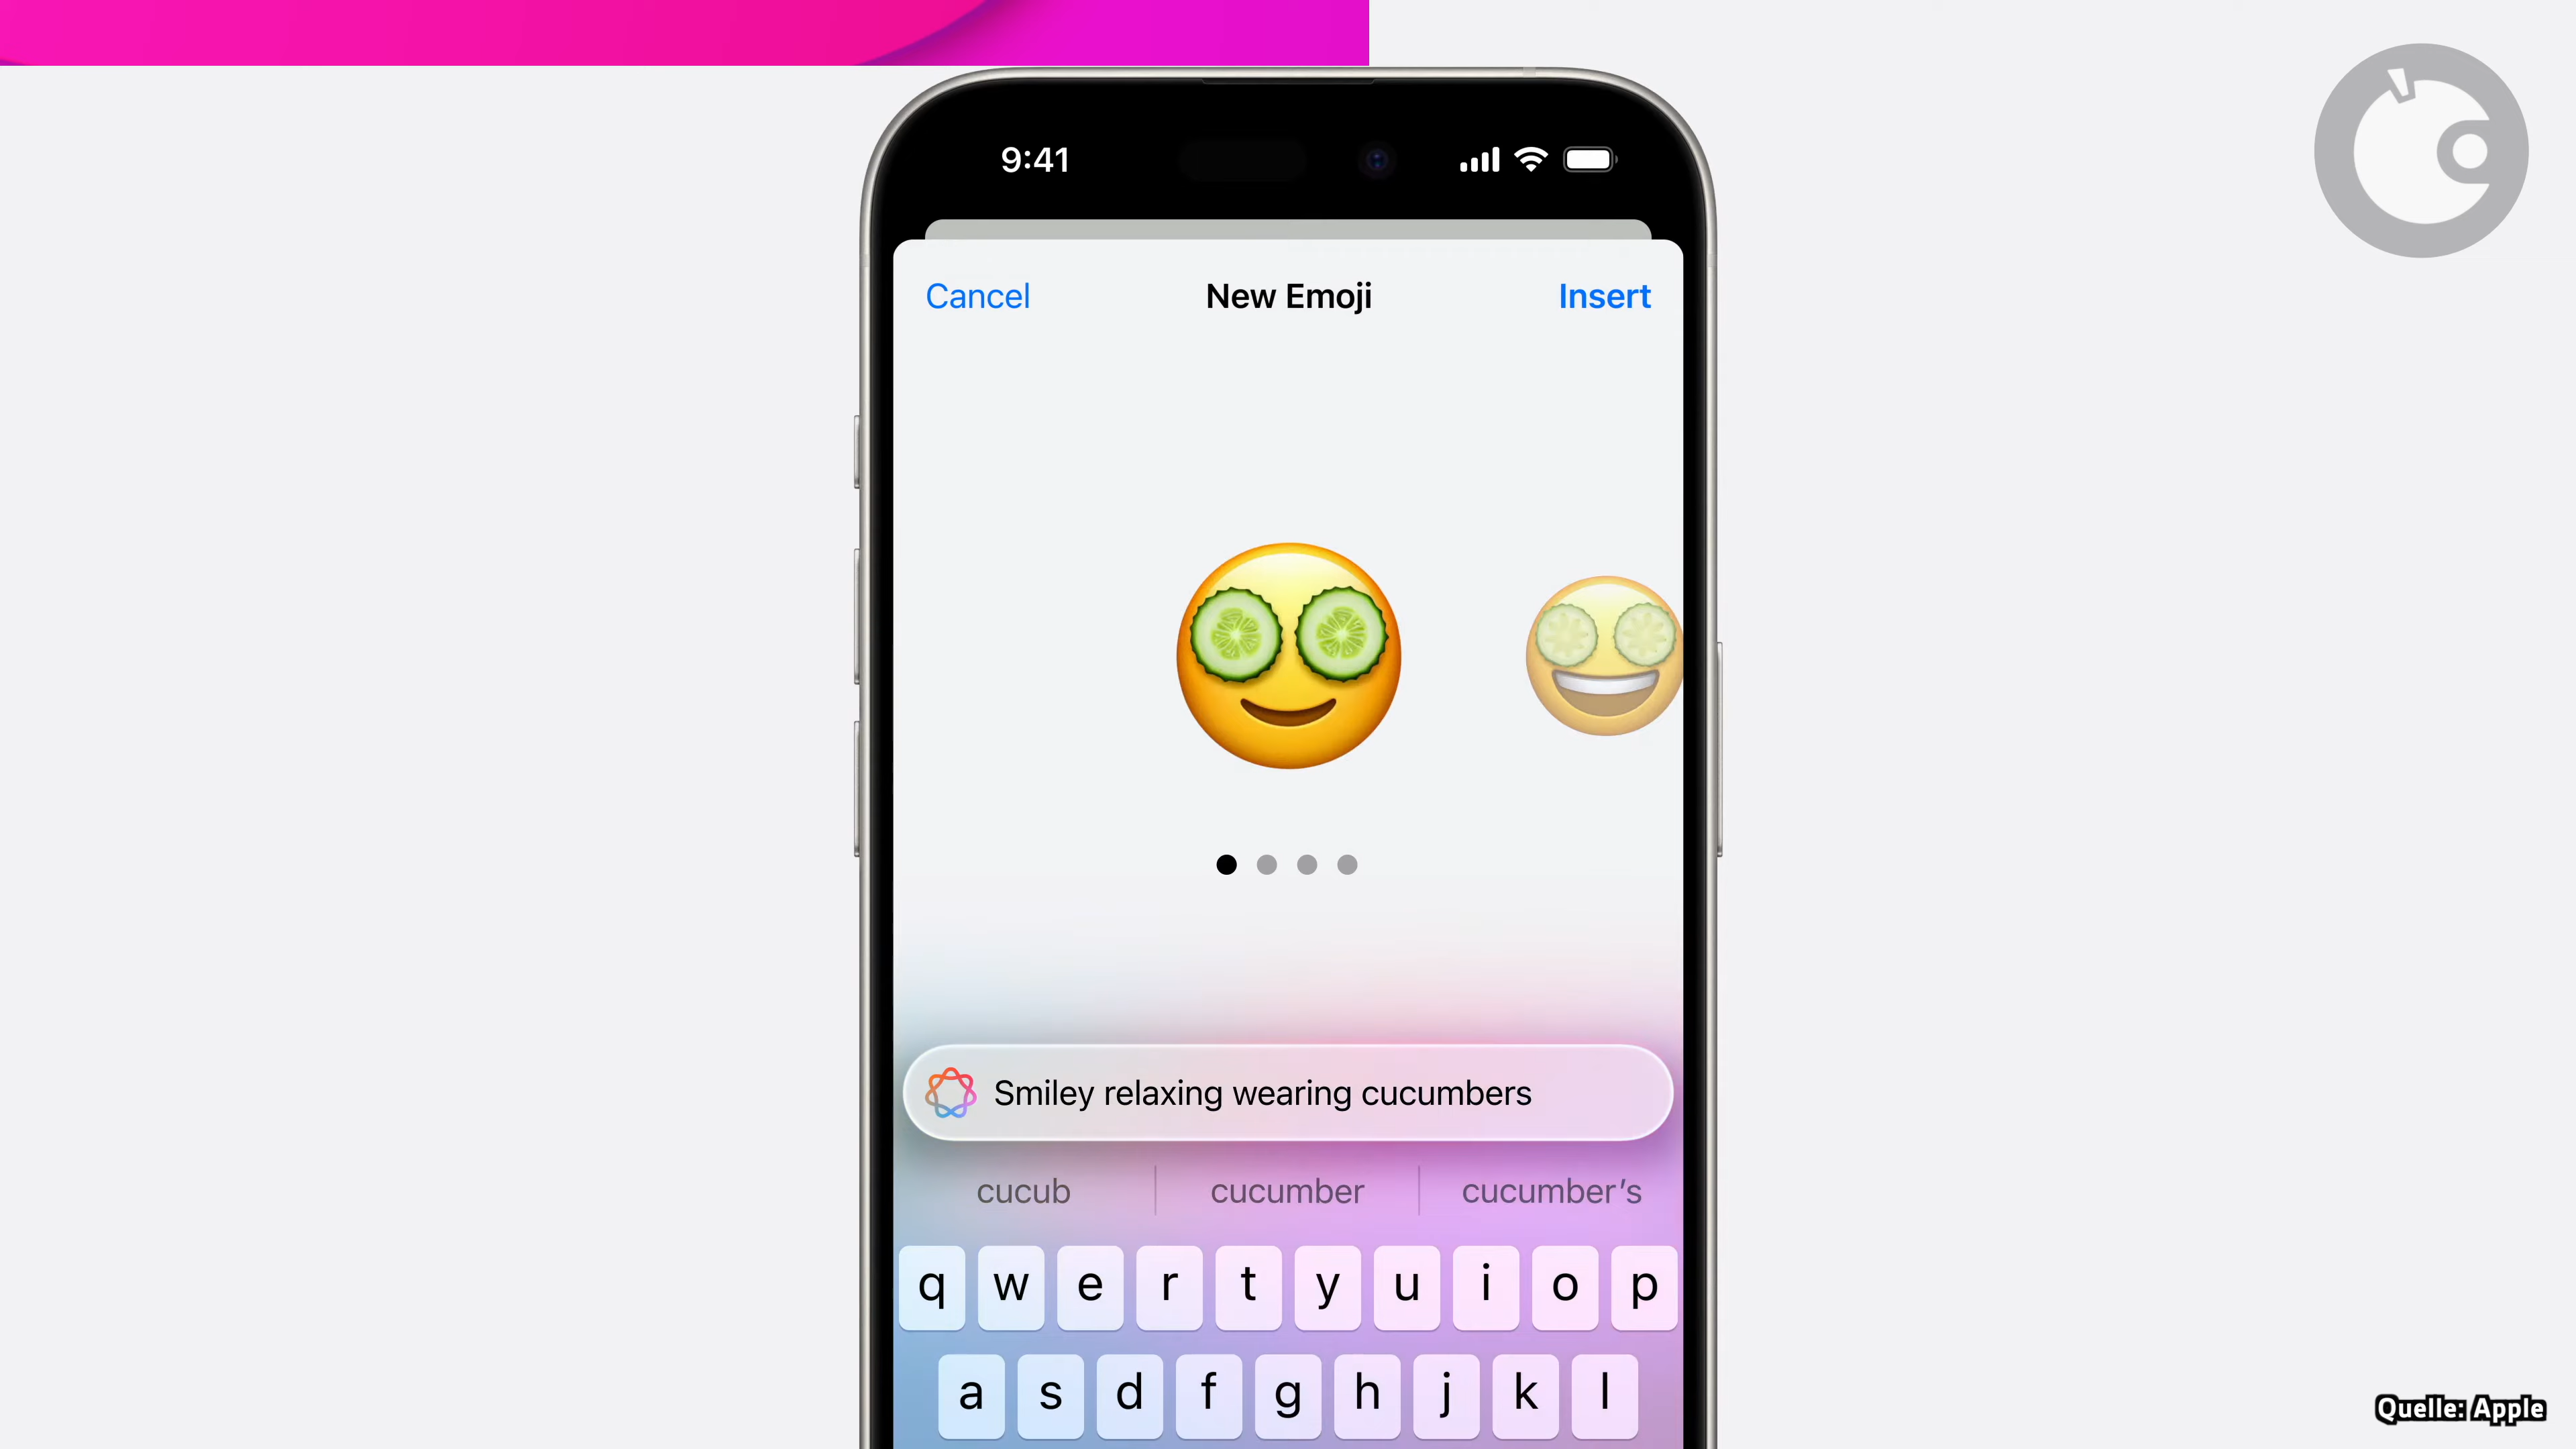 9:41
Cancel New Emoji Insert
Smiley relaxing wearing cucumbers
cucub cucumber cucumber’s
q w e r t y u i o p
a s d f g h j k l
Quelle: Apple